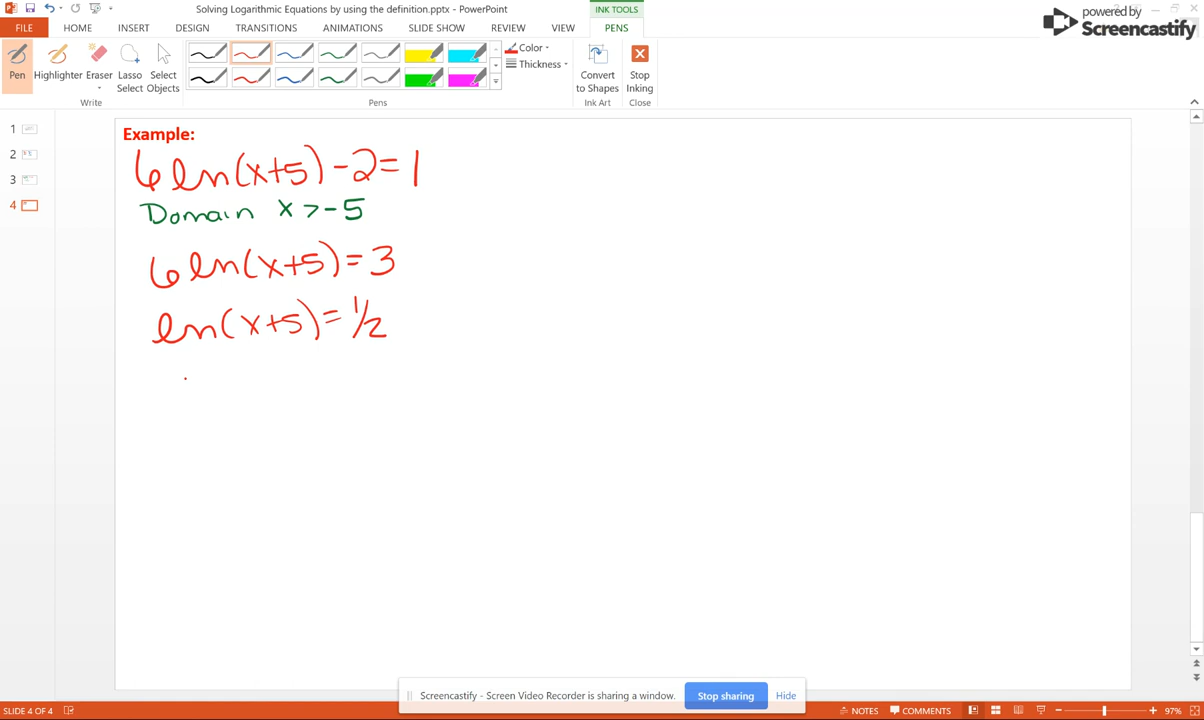 Solving Logarithmic Equations by using the definition.pptx - PowerPoint
INK TOOLS
powered by
Screencastify
FILE HOME INSERT DESIGN TRANSITIONS ANIMATIONS SLIDE SHOW REVIEW VIEW PENS
Pen Highlighter Eraser Lasso Select Select Objects
Color
Thickness
Convert to Shapes
Stop Inking
Write Pens Ink Art Close
1
2
3
4
Example:
6 ln(x+5) - 2 = 1
Domain x > -5
6 ln(x+5) = 3
ln(x+5) = 1/2
Screencastify - Screen Video Recorder is sharing a window. Stop sharing Hide
SLIDE 4 OF 4 NOTES COMMENTS 97%